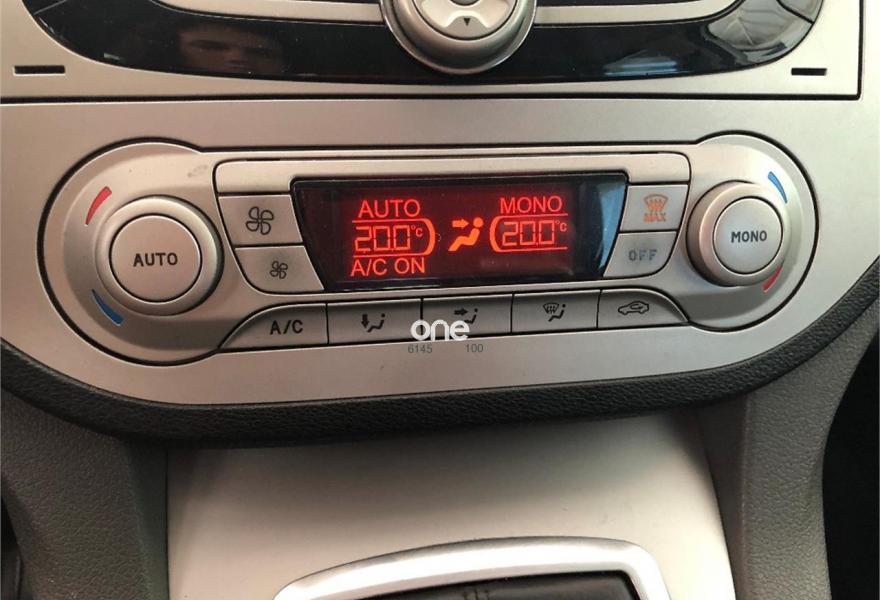 AUTO MONO
20.0°C 20.0°C
A/C ON
MAX
AUTO
OFF
MONO
A/C
one
6145 100